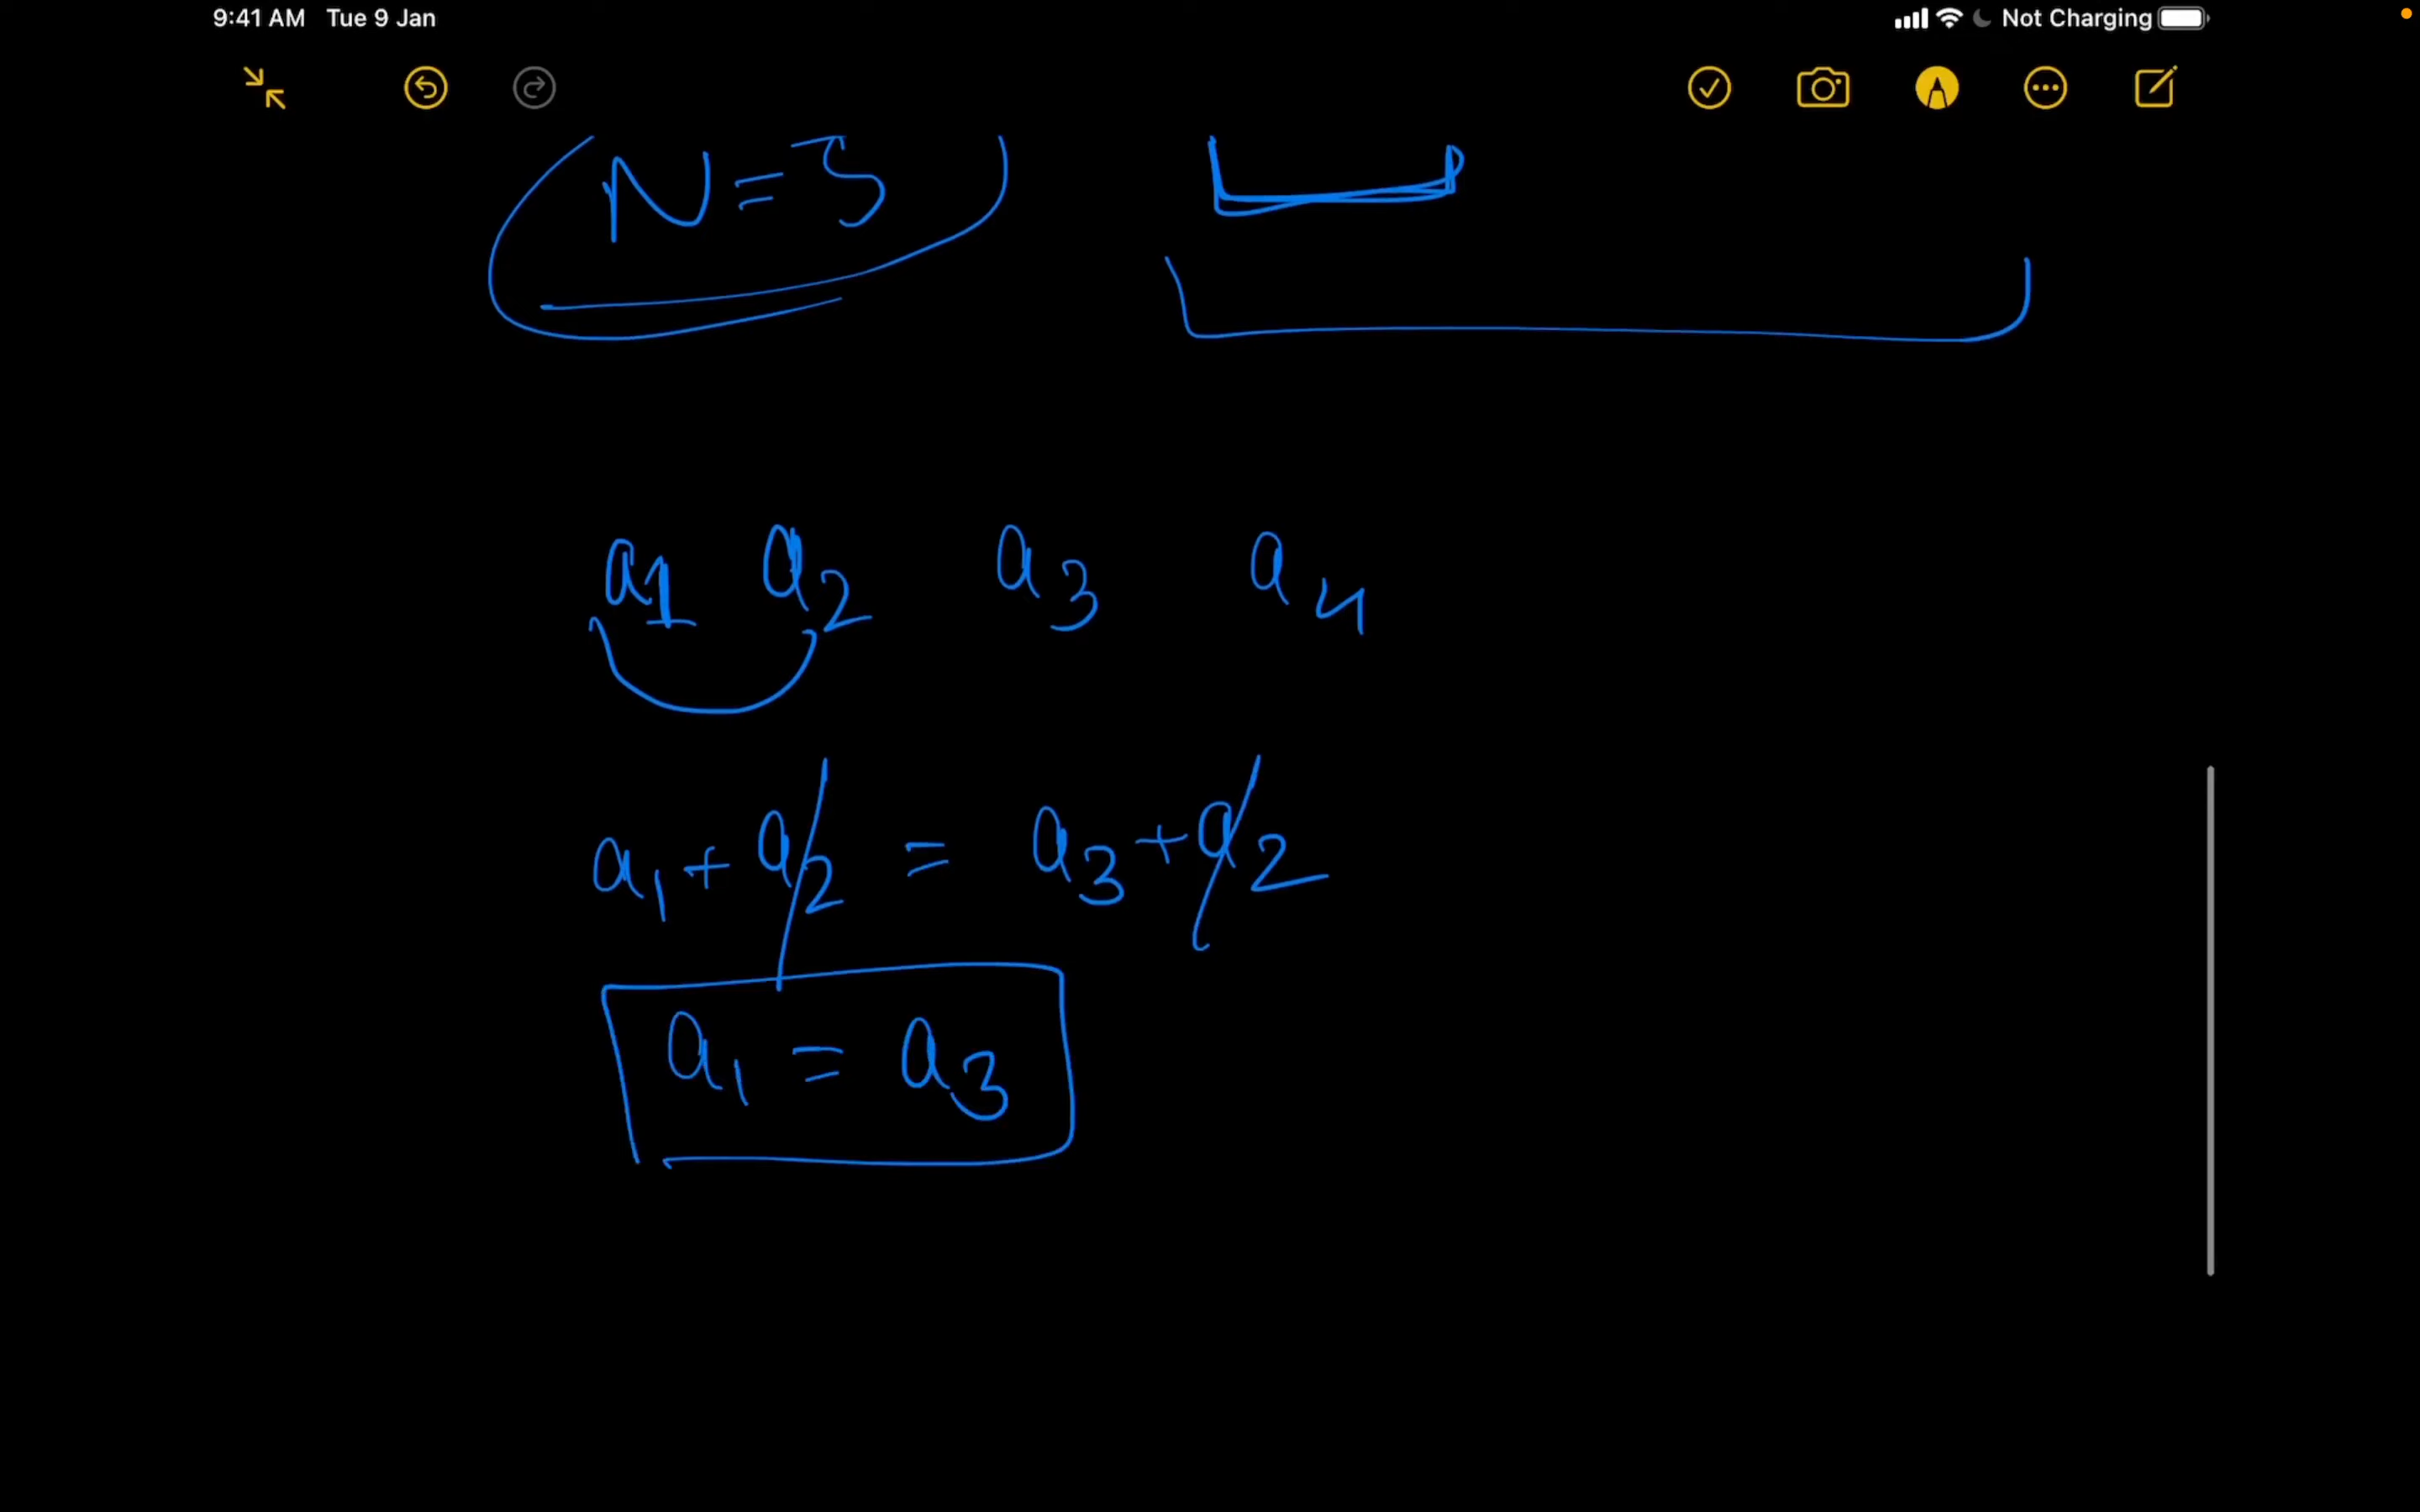 9:41 AM Tue 9 Jan Not Charging
N=3
a1 a2 a3 a4
a1 + a2 = a3 + a2
a1 = a3